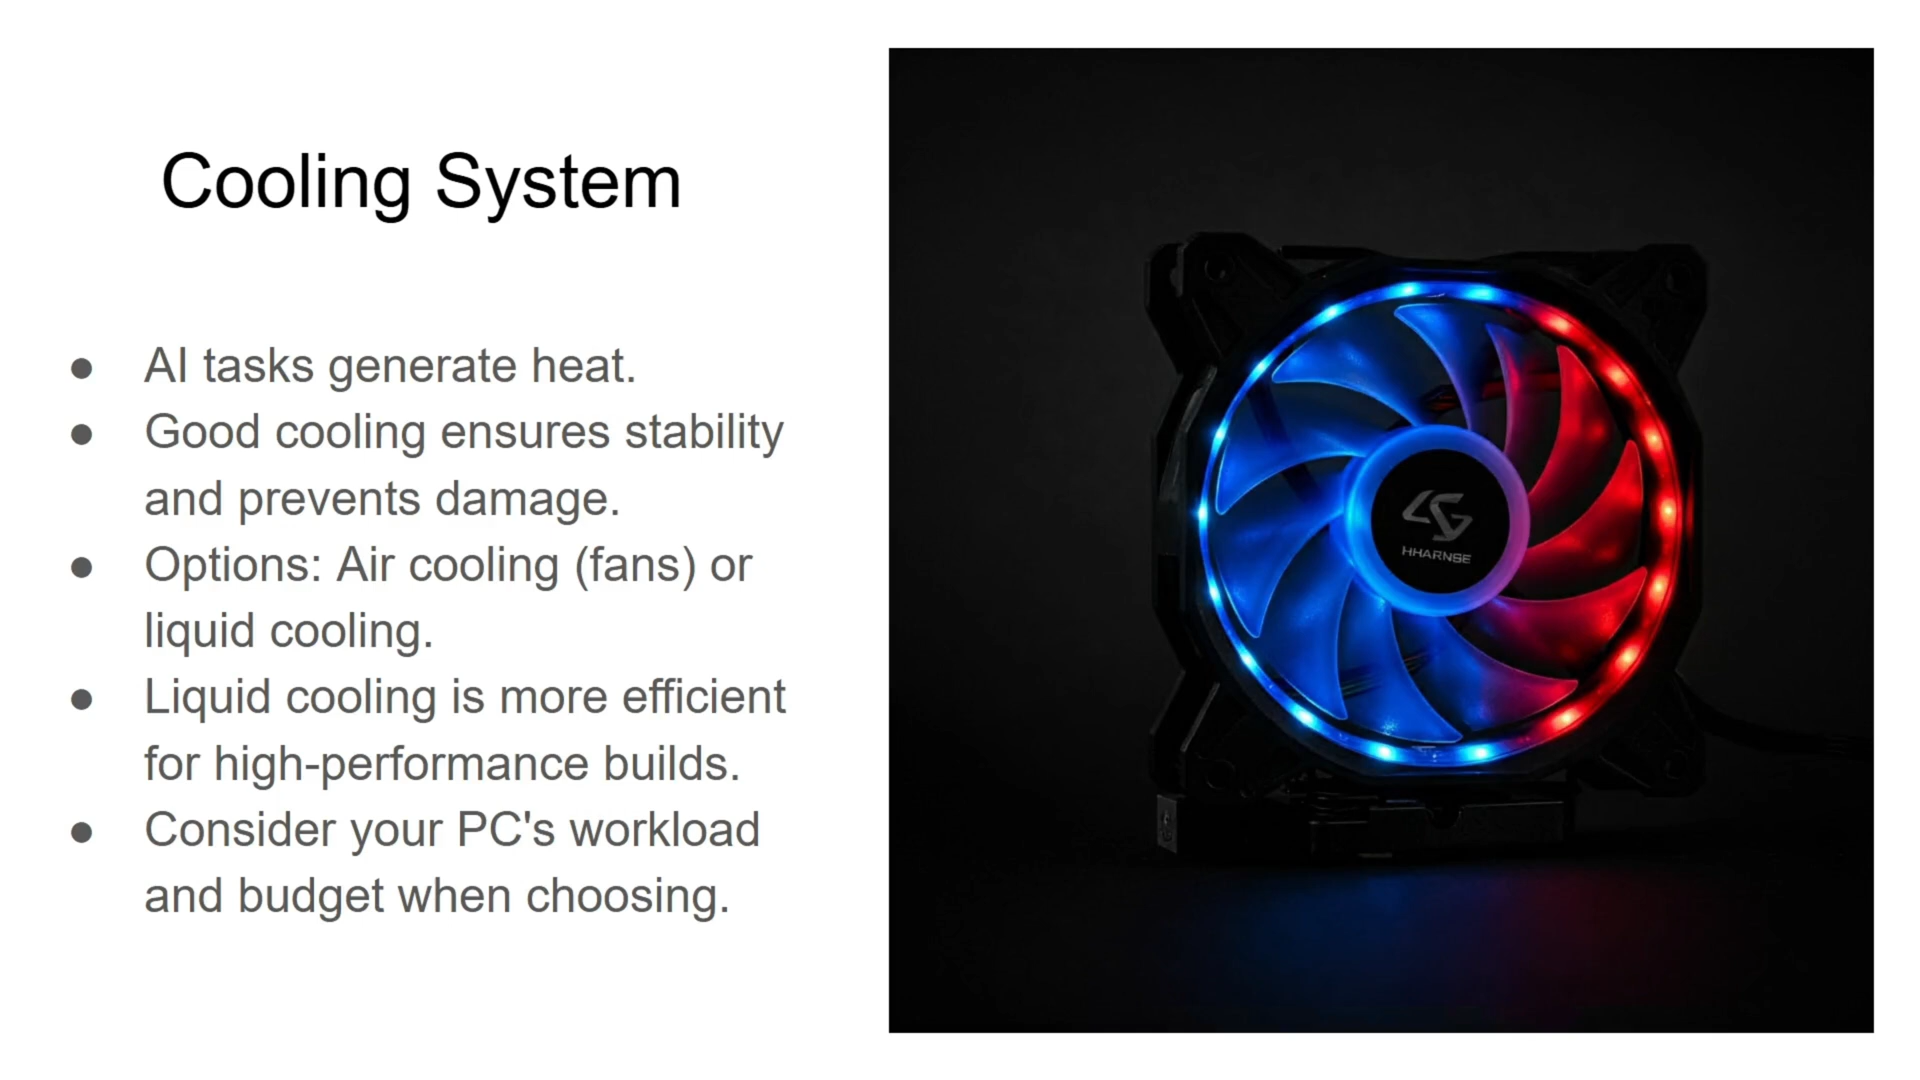 Cooling System
● AI tasks generate heat.
● Good cooling ensures stability
and prevents damage.
● Options: Air cooling (fans) or
liquid cooling.
● Liquid cooling is more efficient
for high-performance builds.
● Consider your PC's workload
and budget when choosing.
HHARNSE